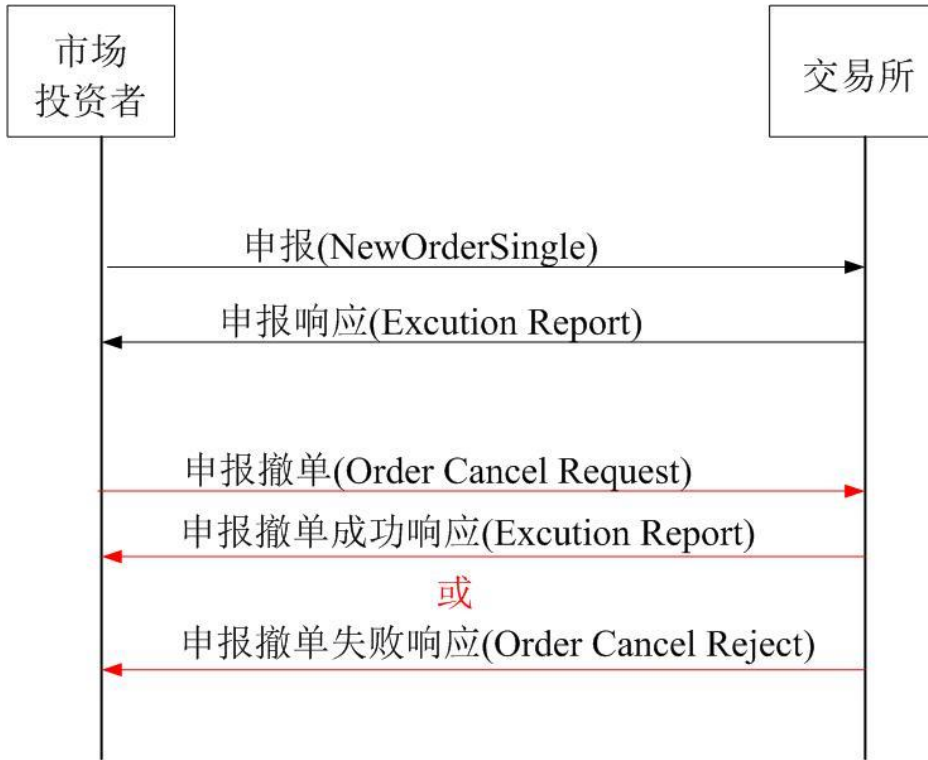 市场
投资者
交易所
申报(NewOrderSingle)
申报响应(Excution Report)
申报撤单(Order Cancel Request)
申报撤单成功响应(Excution Report)
或
申报撤单失败响应(Order Cancel Reject)